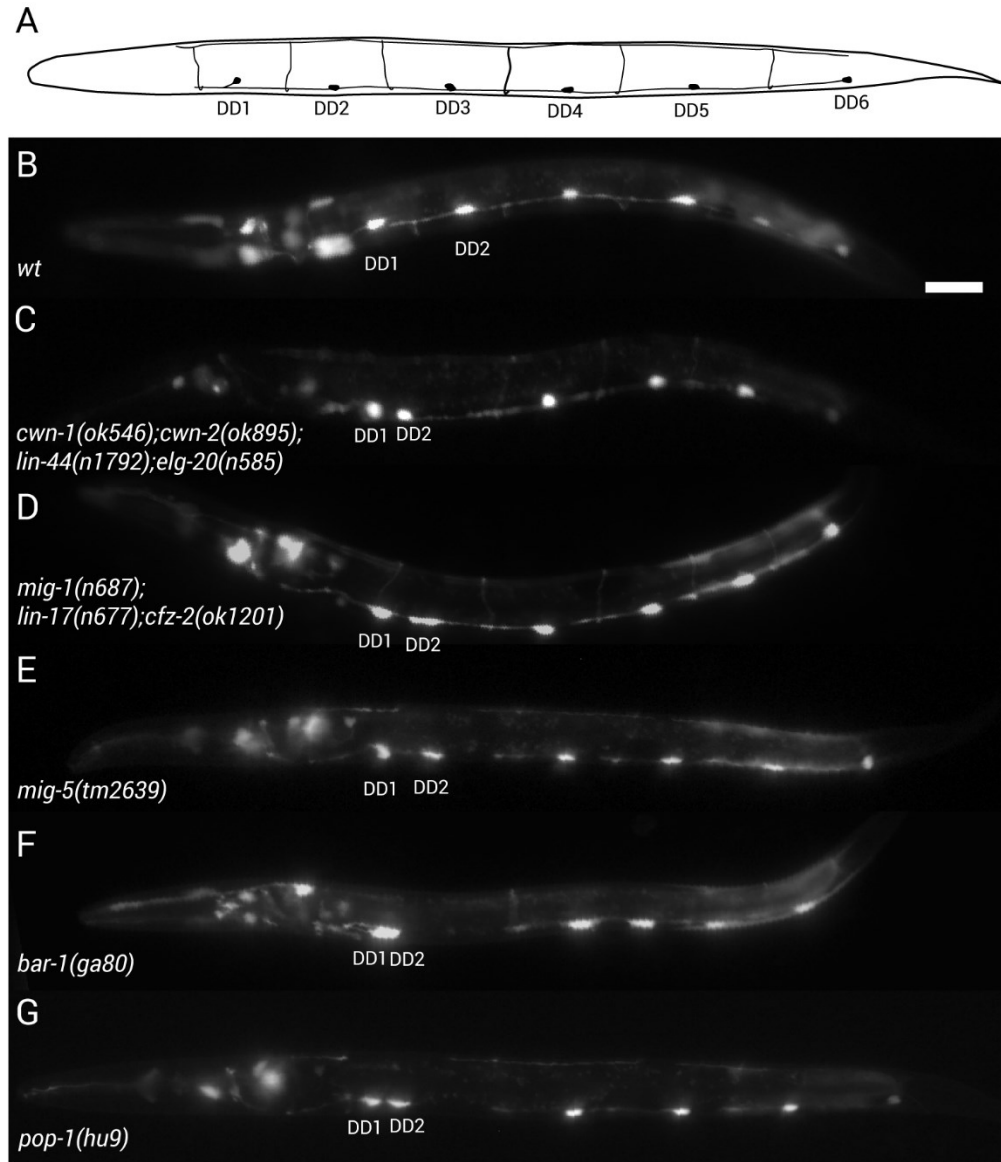 A
DD1
DD2
DD3
DD4
DD5
DD6
B
DD1
DD2
wt
C
DD1
DD2
cwn-1(ok546);cwn-2(ok895);
lin-44(n1792);elg-20(n585)
D
mig-1(n687);
lin-17(n677);cfz-2(ok1201)
DD1
DD2
E
DD1
DD2
mig-5(tm2639)
F
DD1DD2
bar-1(ga80)
G
DD1
DD2
pop-1(hu9)